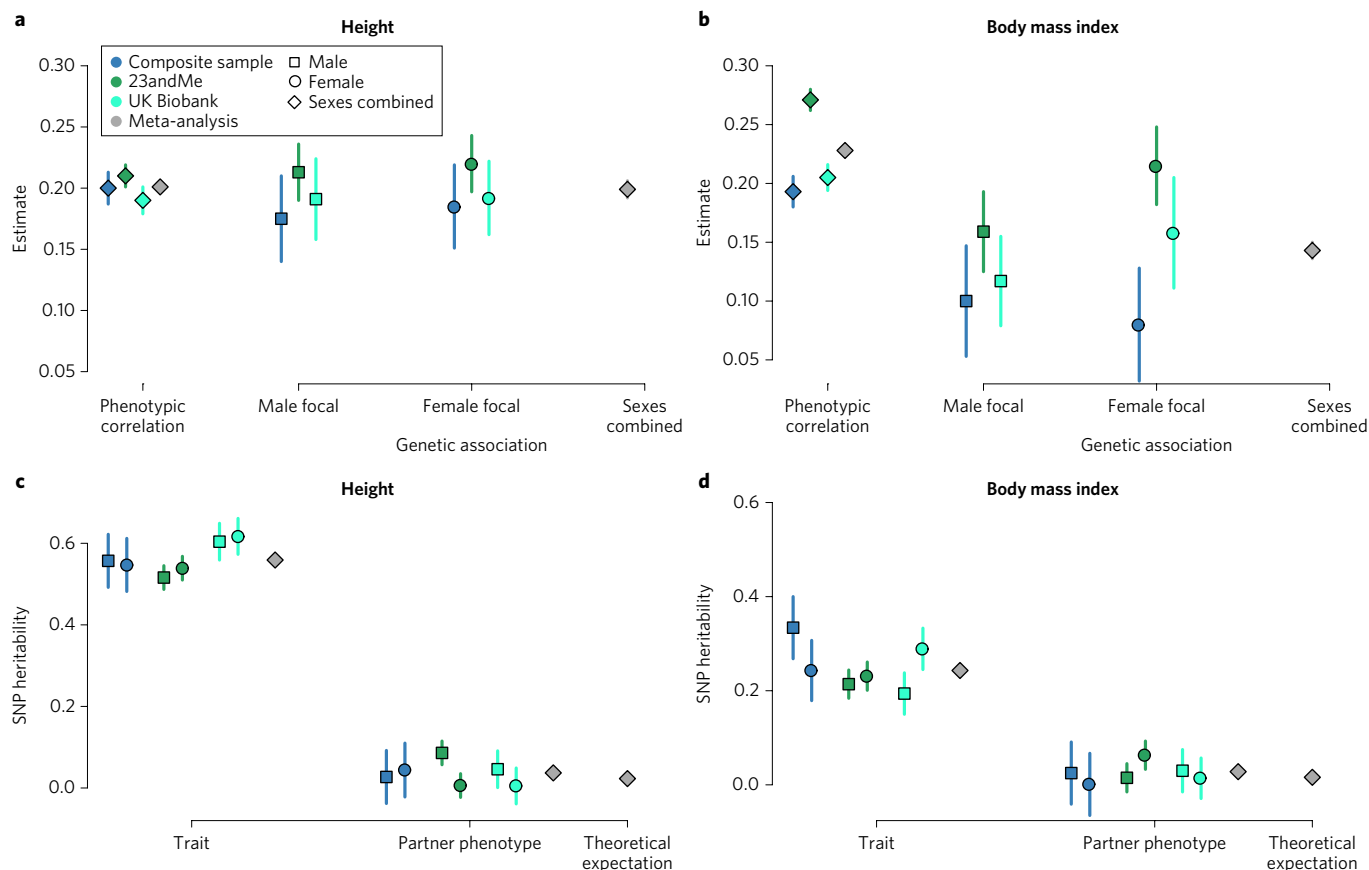 a
Height
Composite sample
23andMe
UK Biobank
Meta-analysis
Male
Female
Sexes combined
0.30
0.25
0.20
0.15
0.10
0.05
Estimate
Phenotypic
correlation
Male focal
Female focal
Sexes
combined
Genetic association
b
Body mass index
0.30
0.25
0.20
0.15
0.10
0.05
Estimate
Phenotypic
correlation
Male focal
Female focal
Sexes
combined
Genetic association
c
Height
0.6
0.4
0.2
0.0
SNP heritability
Trait
Partner phenotype
Theoretical
expectation
d
Body mass index
0.6
0.4
0.2
0.0
SNP heritability
Trait
Partner phenotype
Theoretical
expectation